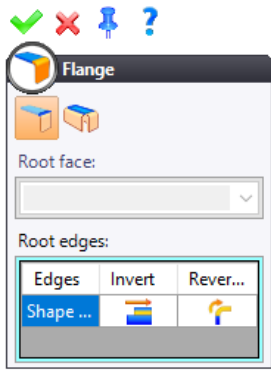 ?
Flange
Root face:
Root edges:
Edges Invert Rever...
Shape ...